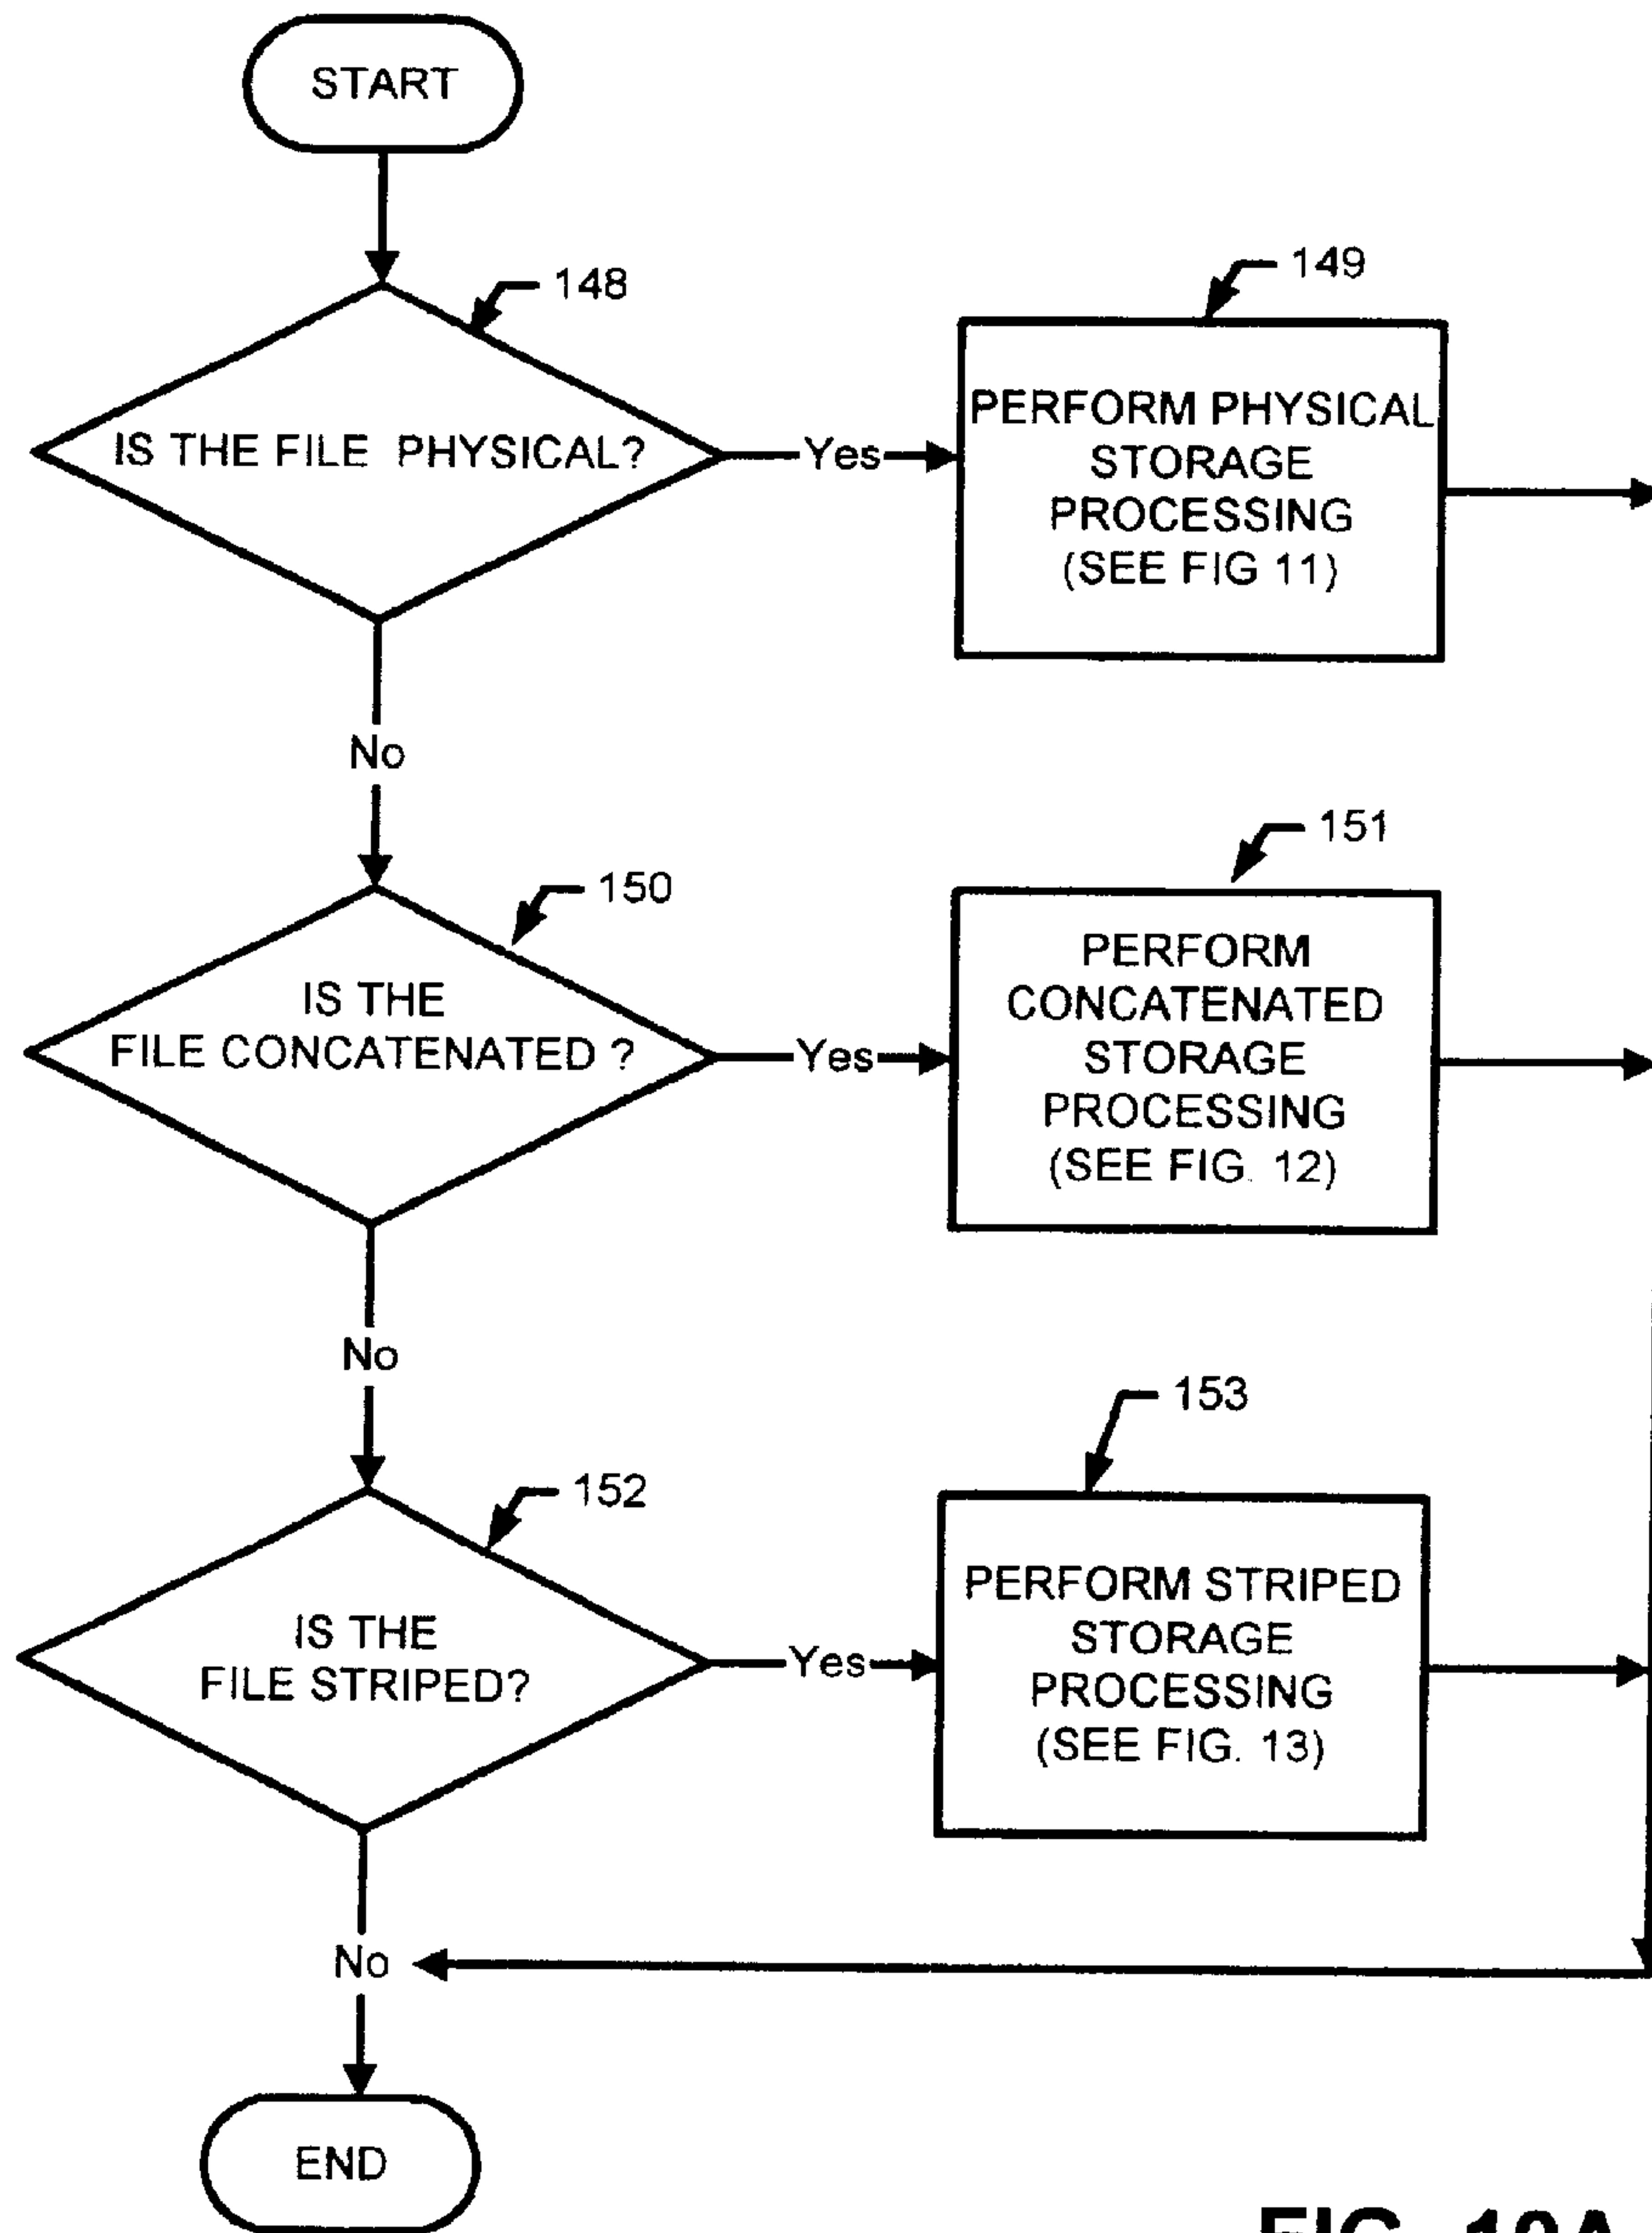 START
148
IS THE FILE PHYSICAL?
Yes
149
PERFORM PHYSICAL
STORAGE
PROCESSING
(SEE FIG 11)
No
150
IS THE
FILE CONCATENATED ?
Yes
151
PERFORM
CONCATENATED
STORAGE
PROCESSING
(SEE FIG. 12)
No
152
IS THE
FILE STRIPED?
Yes
153
PERFORM STRIPED
STORAGE
PROCESSING
(SEE FIG. 13)
No
END
FIG. 10A